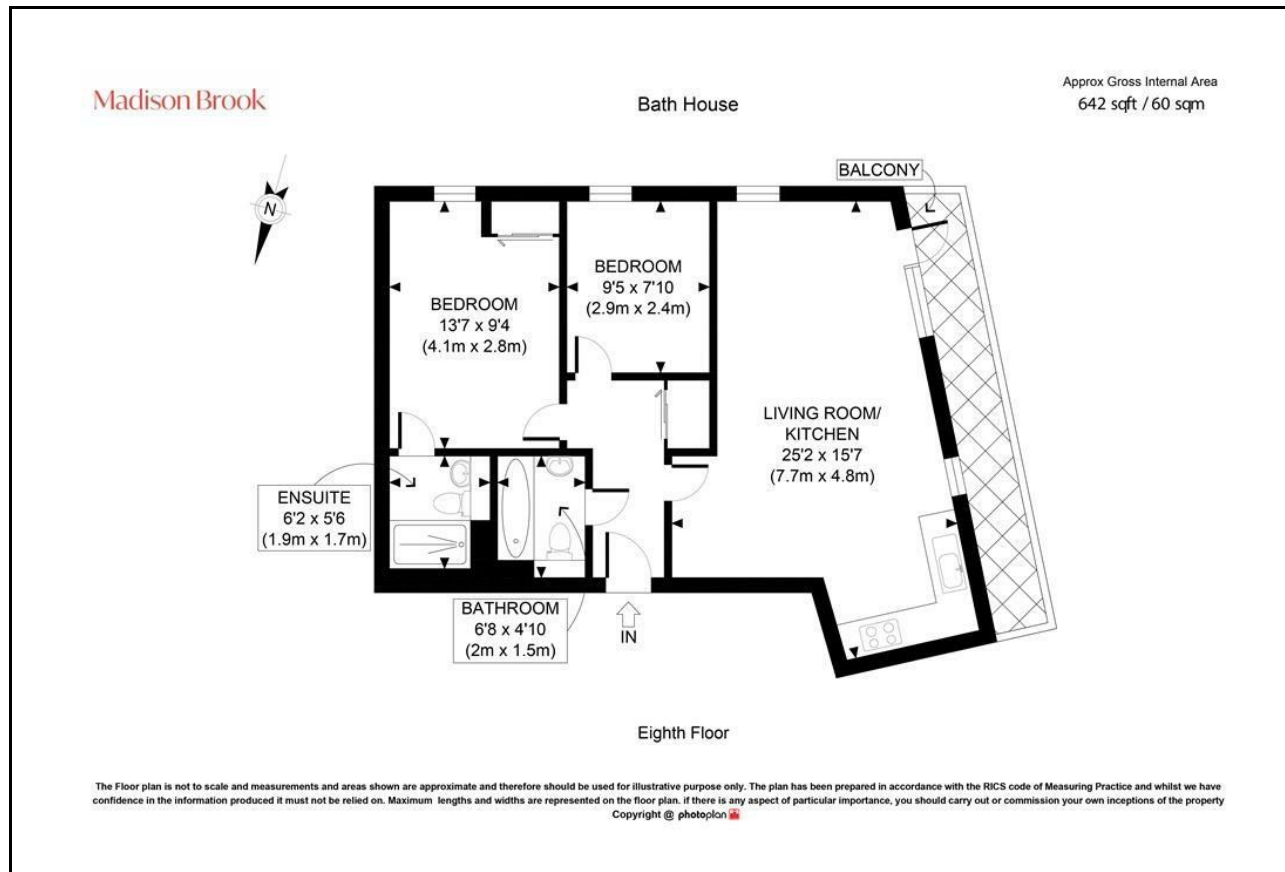 Madison Brook
Bath House
Approx Gross Internal Area
642 sqft / 60 sqm
N
BALCONY
BEDROOM
13'7 x 9'4
(4.1m x 2.8m)
BEDROOM
9'5 x 7'10
(2.9m x 2.4m)
LIVING ROOM/
KITCHEN
25'2 x 15'7
(7.7m x 4.8m)
ENSUITE
6'2 x 5'6
(1.9m x 1.7m)
BATHROOM
6'8 x 4'10
(2m x 1.5m)
IN
Eighth Floor
The Floor plan is not to scale and measurements and areas shown are approximate and therefore should be used for illustrative purpose only. The plan has been prepared in accordance with the RICS code of Measuring Practice and whilst we have
confidence in the information produced it must not be relied on. Maximum lengths and widths are represented on the floor plan. if there is any aspect of particular importance, you should carry out or commission your own inceptions of the property
Copyright @ photoplan